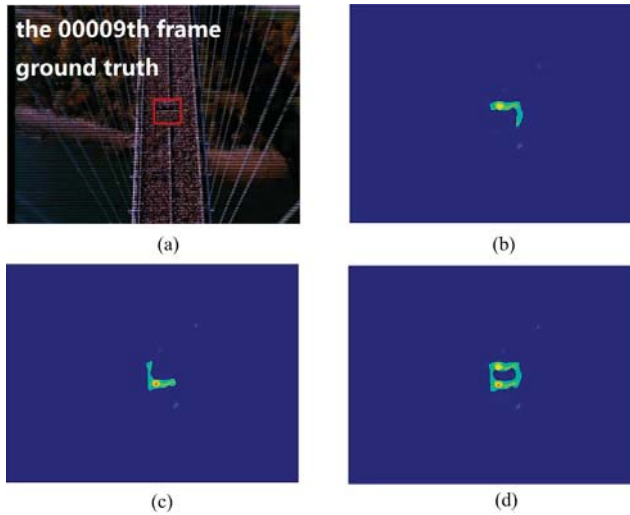 the 00009th frame
ground truth
(a)
(b)
(c)
(d)